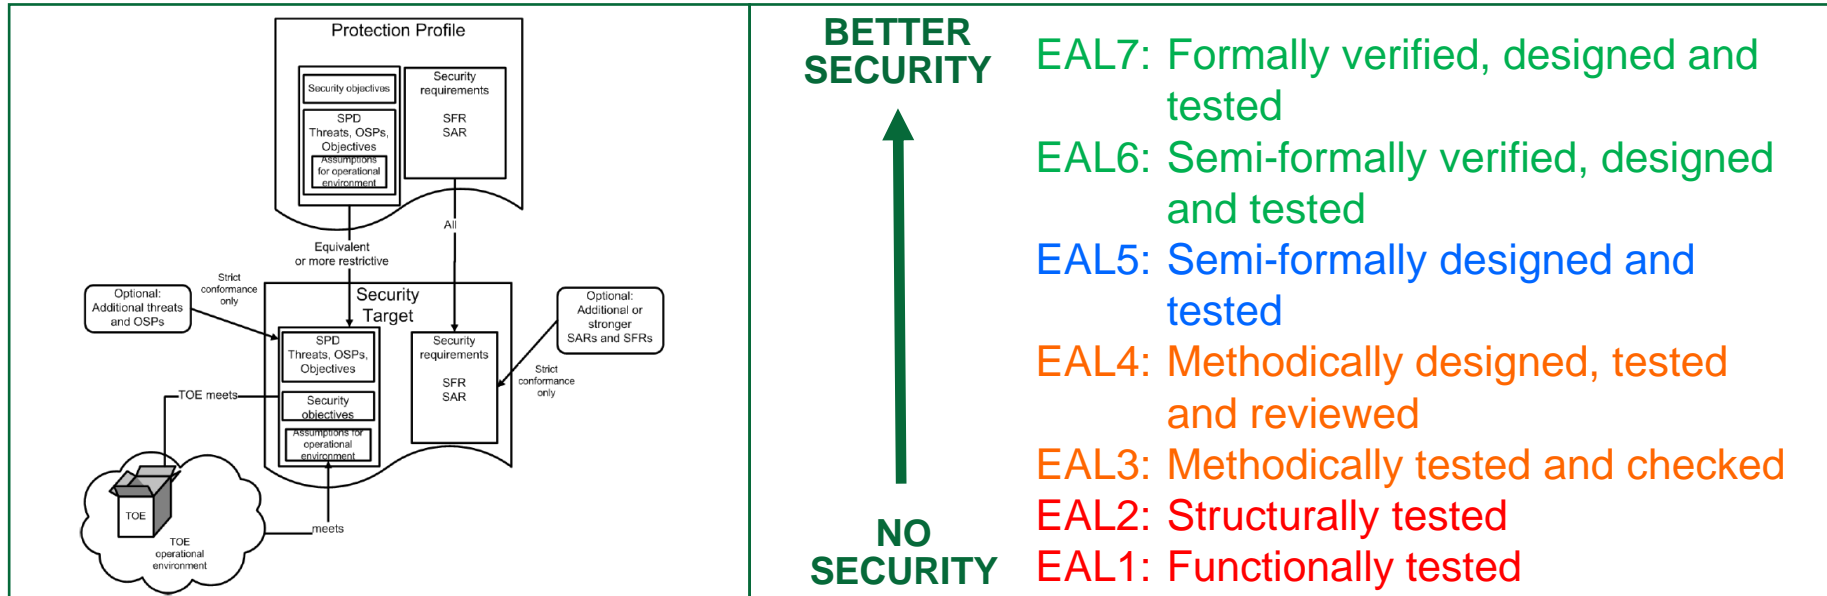 Protection Profile
Security objectives
SPD
Threats, OSPs,
Objectives
Assumptions
for operational
environment
Security
requirements
SFR
SAR
All
Equivalent
or more restrictive
Strict
conformance
only
Optional:
Additional threats
and OSPs
Security
Target
SPD
Threats, OSPs,
Objectives
Security
objectives
Assumptions for
operational
environment
Security
requirements
SFR
SAR
Optional:
Additional or
stronger
SARs and SFRs
Strict
conformance
only
TOE meets
TOE
TOE
operational
environment
meets
BETTER
SECURITY
NO
SECURITY
EAL7: Formally verified, designed and
tested
EAL6: Semi-formally verified, designed
and tested
EAL5: Semi-formally designed and
tested
EAL4: Methodically designed, tested
and reviewed
EAL3: Methodically tested and checked
EAL2: Structurally tested
EAL1: Functionally tested